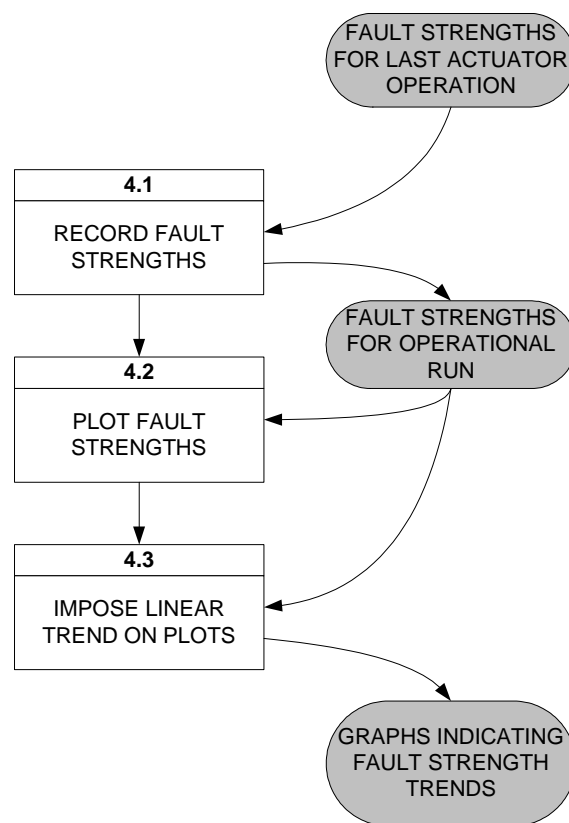 FAULT STRENGTHS
FOR LAST ACTUATOR
OPERATION
4.1
RECORD FAULT
STRENGTHS
FAULT STRENGTHS
FOR OPERATIONAL
RUN
4.2
PLOT FAULT
STRENGTHS
4.3
IMPOSE LINEAR
TREND ON PLOTS
GRAPHS INDICATING
FAULT STRENGTH
TRENDS